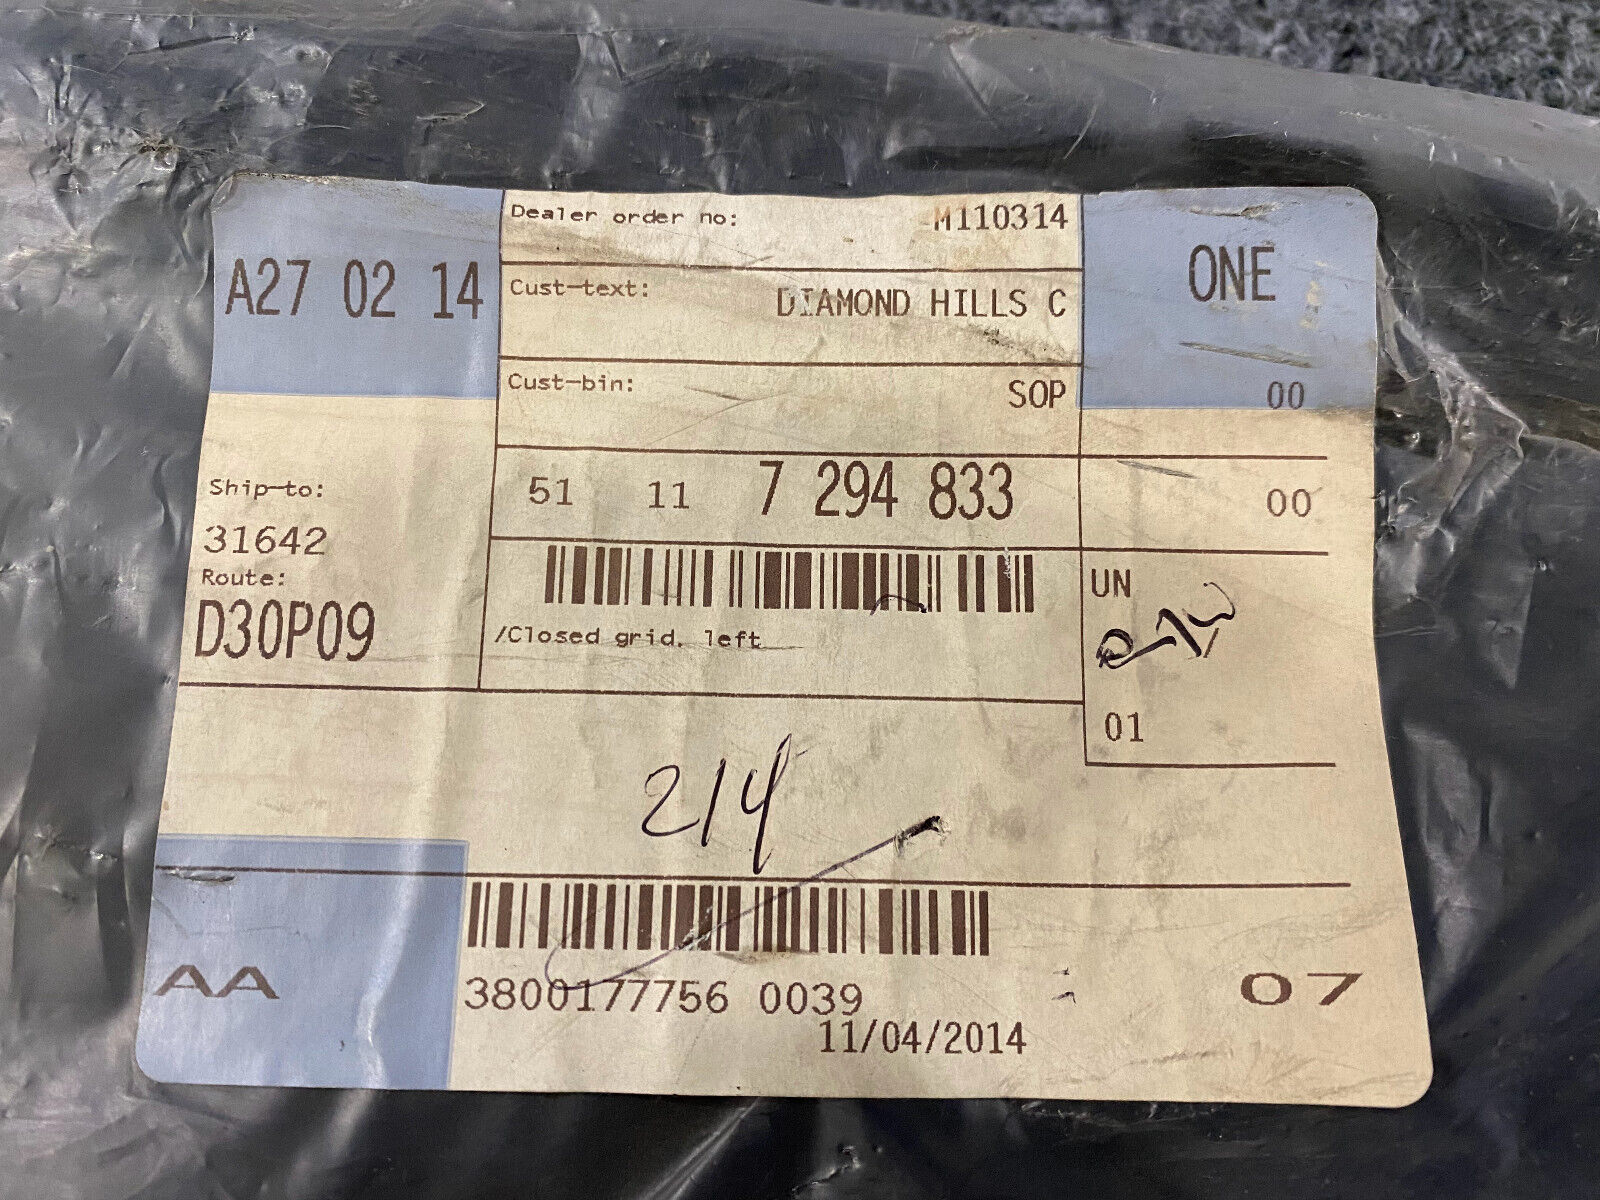 A27 02 14
Dealer order no: M110314
Cust-text: DIAMOND HILLS C
Cust-bin: SOP
ONE
00
Ship-to:
31642
Route:
D30P09
51 11 7 294 833
00
/Closed grid. left
UN
01
214
AA
3800177756 0039
11/04/2014
07